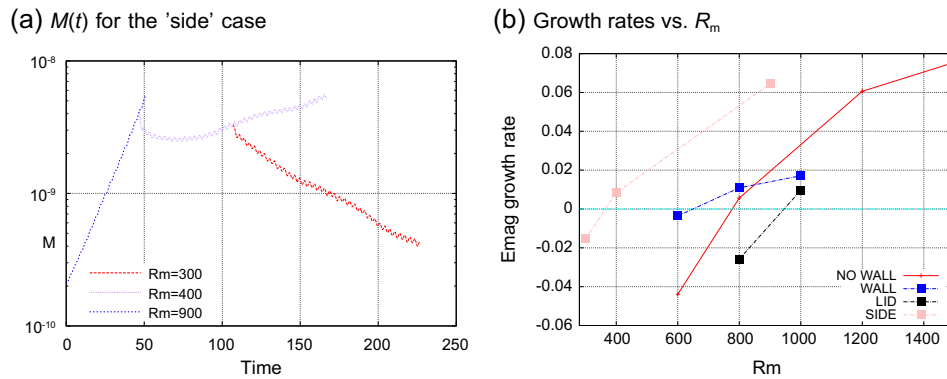 (a) M(t) for the 'side' case
10^-8
10^-9
M
10^-10
Rm=300
Rm=400
Rm=900
0 50 100 150 200 250
Time
(b) Growth rates vs. Rm
0.08
0.06
0.04
0.02
0
-0.02
-0.04
-0.06
Emag growth rate
NO WALL
WALL
LID
SIDE
400 600 800 1000 1200 1400
Rm